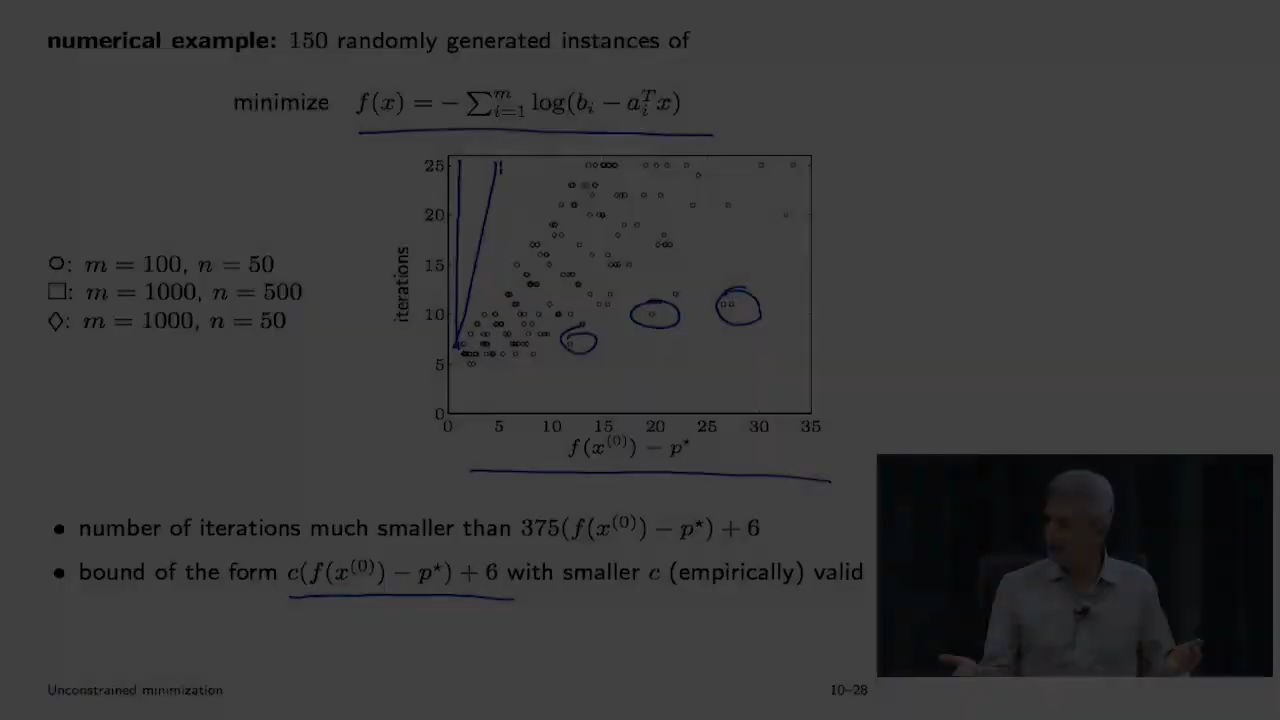 numerical example: 150 randomly generated instances of
minimize f(x) = − ∑ᵢ₌₁ᵐ log(bᵢ − aᵢᵀx)
25
20
15
10
5
0
iterations
0 5 10 15 20 25 30 35
f(x⁽⁰⁾) − p⋆
○: m = 100, n = 50
□: m = 1000, n = 500
◇: m = 1000, n = 50
• number of iterations much smaller than 375(f(x⁽⁰⁾) − p⋆) + 6
• bound of the form c(f(x⁽⁰⁾) − p⋆) + 6 with smaller c (empirically) valid
Unconstrained minimization 10–28